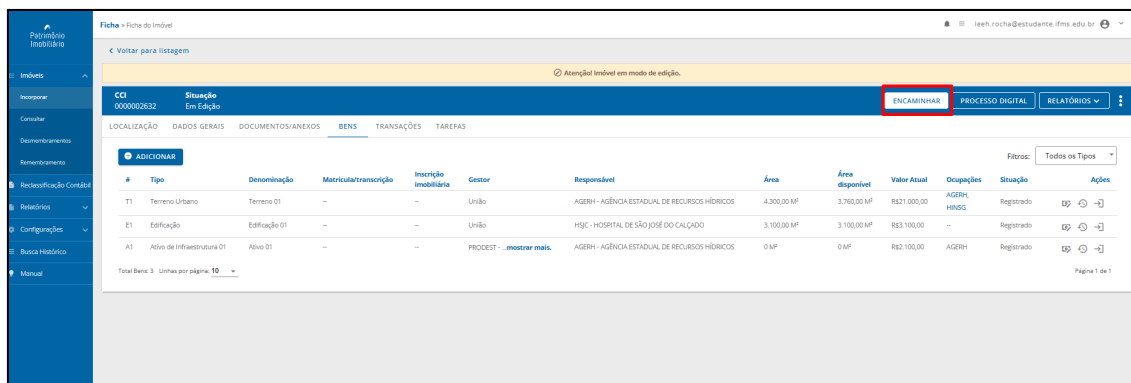 Patrimônio
Imobiliário
Ficha » Ficha do Imóvel
leeh.rocha@estudante.ifms.edu.br
Voltar para listagem
Imóveis
Atenção! Imóvel em modo de edição.
Incorporar
Consultar
Desmembramentos
Remembramento
Reclassificação Contábil
Relatórios
Configurações
Busca Histórico
Manual
CCI Situação
0000002632 Em Edição
ENCAMINHAR PROCESSO DIGITAL RELATÓRIOS
LOCALIZAÇÃO DADOS GERAIS DOCUMENTOS/ANEXOS BENS TRANSAÇÕES TAREFAS
ADICIONAR
Filtros: Todos os Tipos
# Tipo Denominação Matricula/transcrição Inscrição imobiliária Gestor Responsável Área Área disponível Valor Atual Ocupações Situação Ações
T1 Terreno Urbano Terreno 01 -- -- União AGERH - AGÊNCIA ESTADUAL DE RECURSOS HÍDRICOS 4.300,00 M² 3.760,00 M² R$21.000,00 AGERH, HINSG Registrado
E1 Edificação Edificação 01 -- -- União HSJC - HOSPITAL DE SÃO JOSÉ DO CALÇADO 3.100,00 M² 3.100,00 M² R$3.100,00 -- Registrado
A1 Ativo de Infraestrutura 01 Ativo 01 -- -- PRODEST - ...mostrar mais. AGERH - AGÊNCIA ESTADUAL DE RECURSOS HÍDRICOS 0 M² 0 M² R$2.100,00 AGERH Registrado
Total Bens: 3 Linhas por página: 10
Página 1 de 1